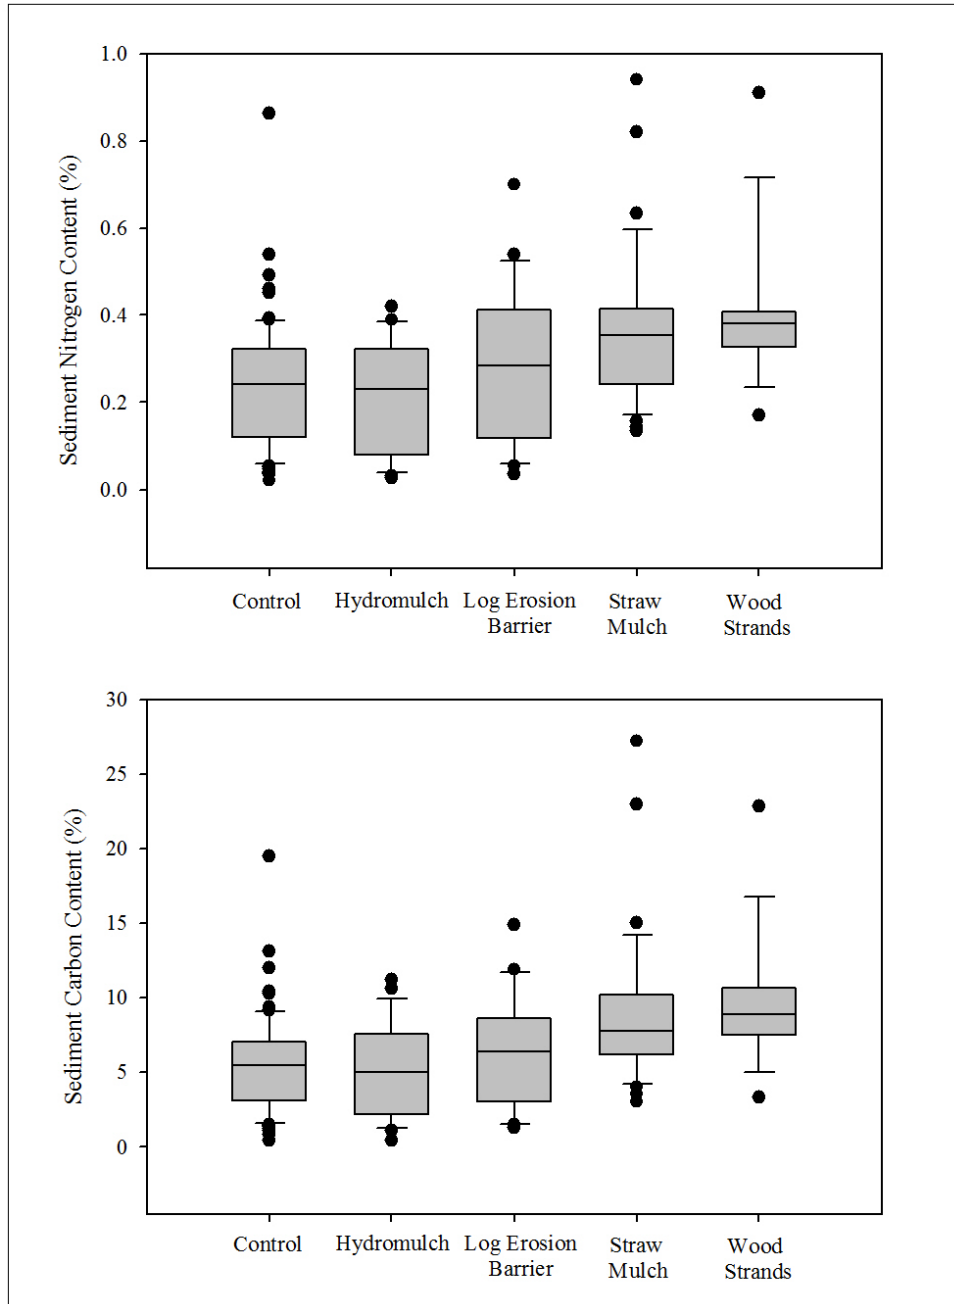 Sediment Nitrogen Content (%)
1.0
0.8
0.6
0.4
0.2
0.0
Control
Hydromulch
Log Erosion
Barrier
Straw
Mulch
Wood
Strands
Sediment Carbon Content (%)
30
25
20
15
10
5
0
Control
Hydromulch
Log Erosion
Barrier
Straw
Mulch
Wood
Strands